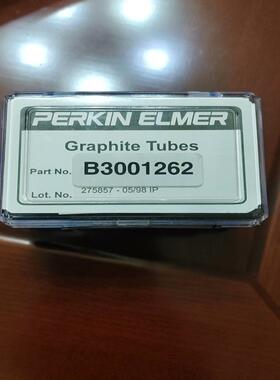 PERKIN ELMER
Graphite Tubes
Part No. B3001262
Lot. No. 275857 - 05/98 IP